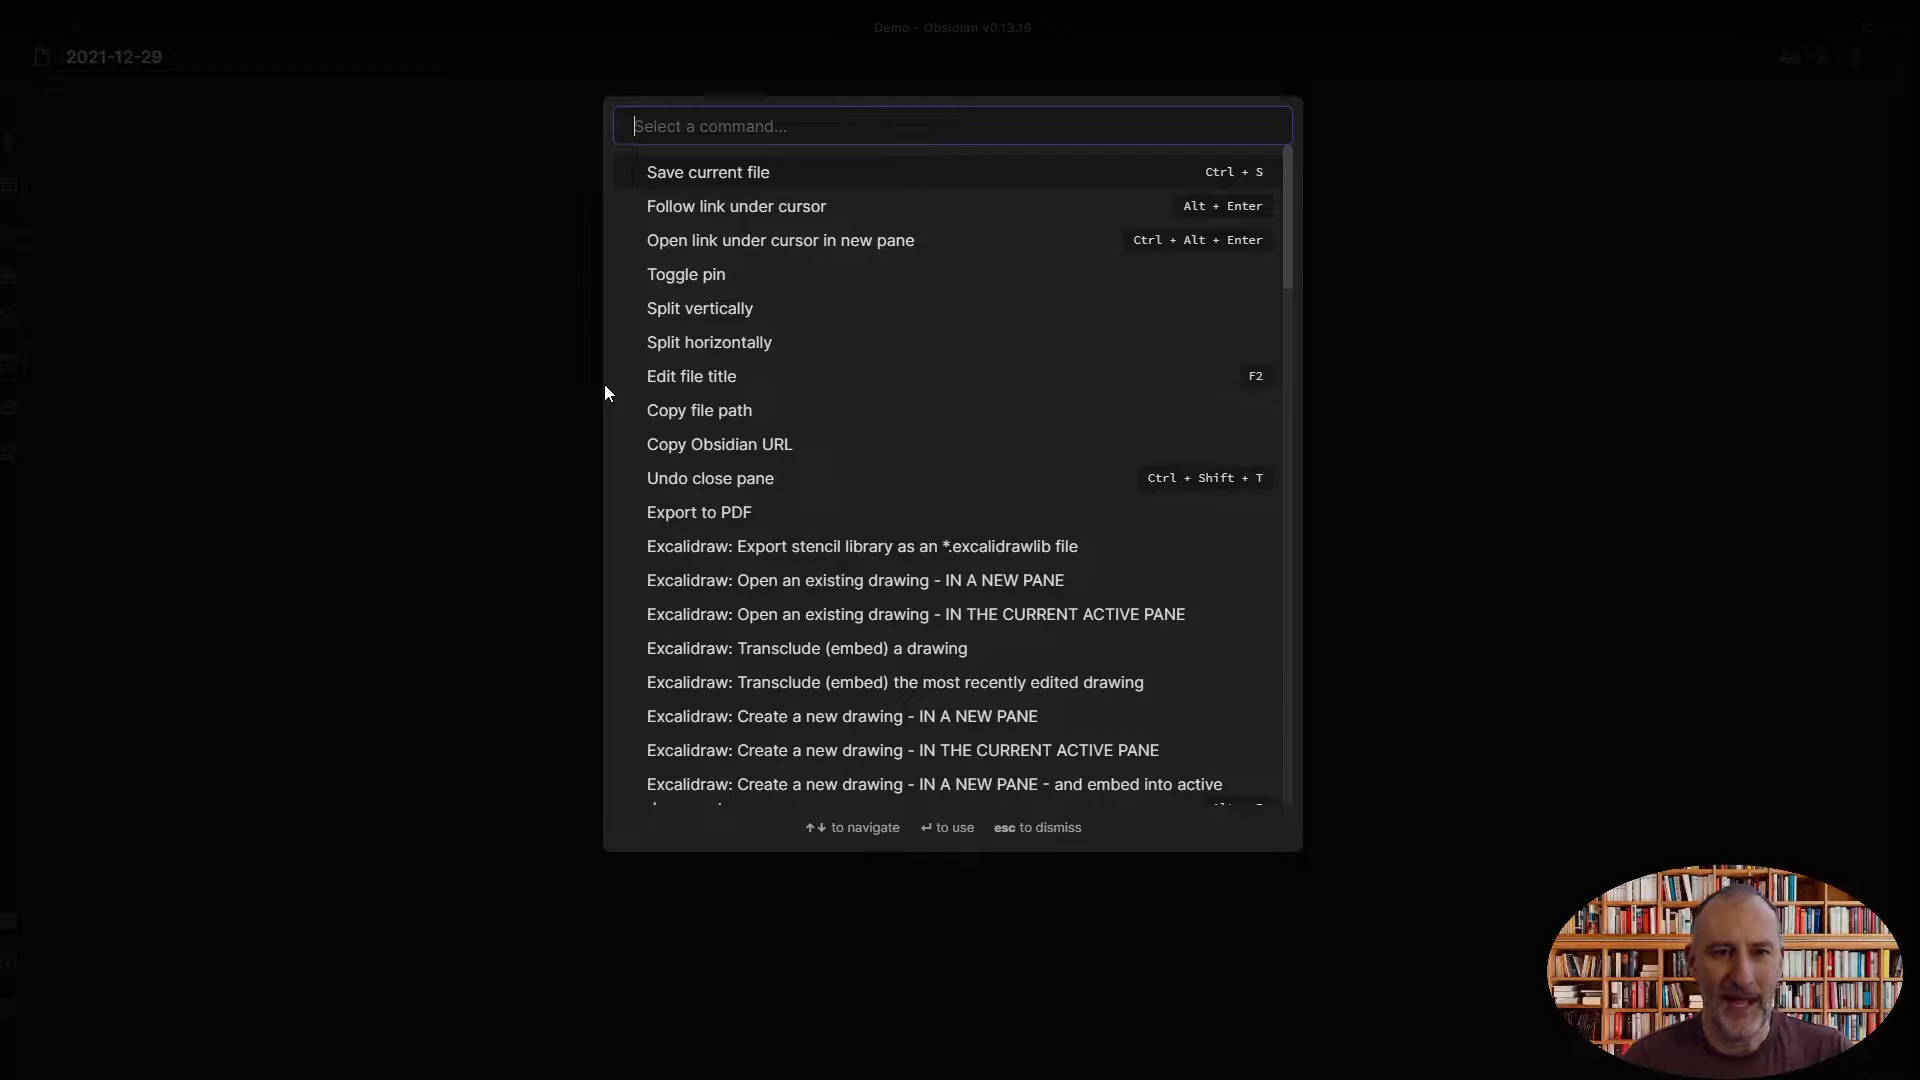 Demo - Obsidian v0.13.16
2021-12-29
Select a command...
Save current file Ctrl + S
Follow link under cursor Alt + Enter
Open link under cursor in new pane Ctrl + Alt + Enter
Toggle pin
Split vertically
Split horizontally
Edit file title F2
Copy file path
Copy Obsidian URL
Undo close pane Ctrl + Shift + T
Export to PDF
Excalidraw: Export stencil library as an *.excalidrawlib file
Excalidraw: Open an existing drawing - IN A NEW PANE
Excalidraw: Open an existing drawing - IN THE CURRENT ACTIVE PANE
Excalidraw: Transclude (embed) a drawing
Excalidraw: Transclude (embed) the most recently edited drawing
Excalidraw: Create a new drawing - IN A NEW PANE
Excalidraw: Create a new drawing - IN THE CURRENT ACTIVE PANE
Excalidraw: Create a new drawing - IN A NEW PANE - and embed into active
↑↓ to navigate ↵ to use esc to dismiss